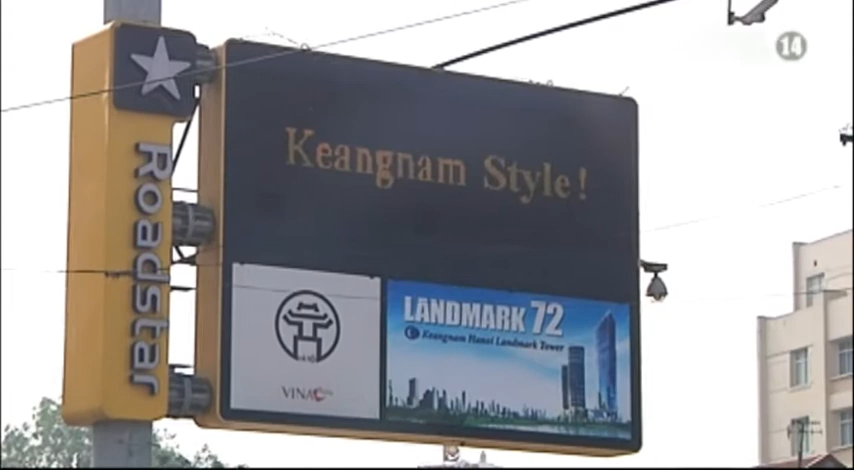 14
Roadstar
Keangnam Style!
LANDMARK 72
Keangnam Hanoi Landmark Tower